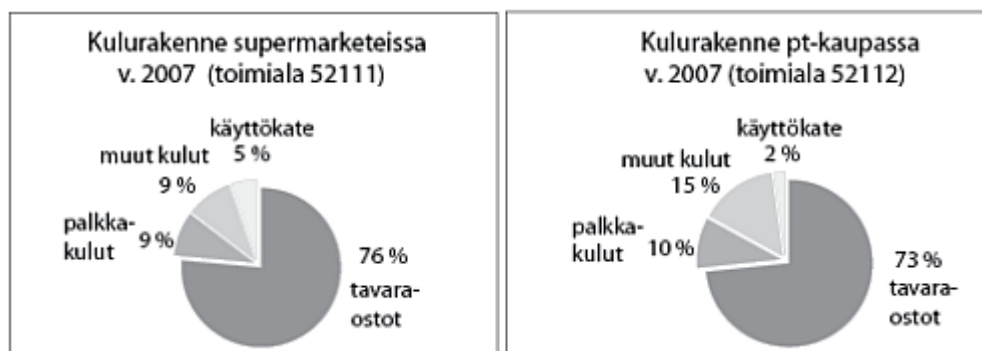 Kulurakenne supermarketeissa
v. 2007 (toimiala 52111)
käyttökate
5 %
muut kulut
9 %
palkka-
kulut
9 %
76 %
tavara-
ostot
Kulurakenne pt-kaupassa
v. 2007 (toimiala 52112)
käyttökate
2 %
muut kulut
15 %
palkka-
kulut
10 %
73 %
tavara-
ostot